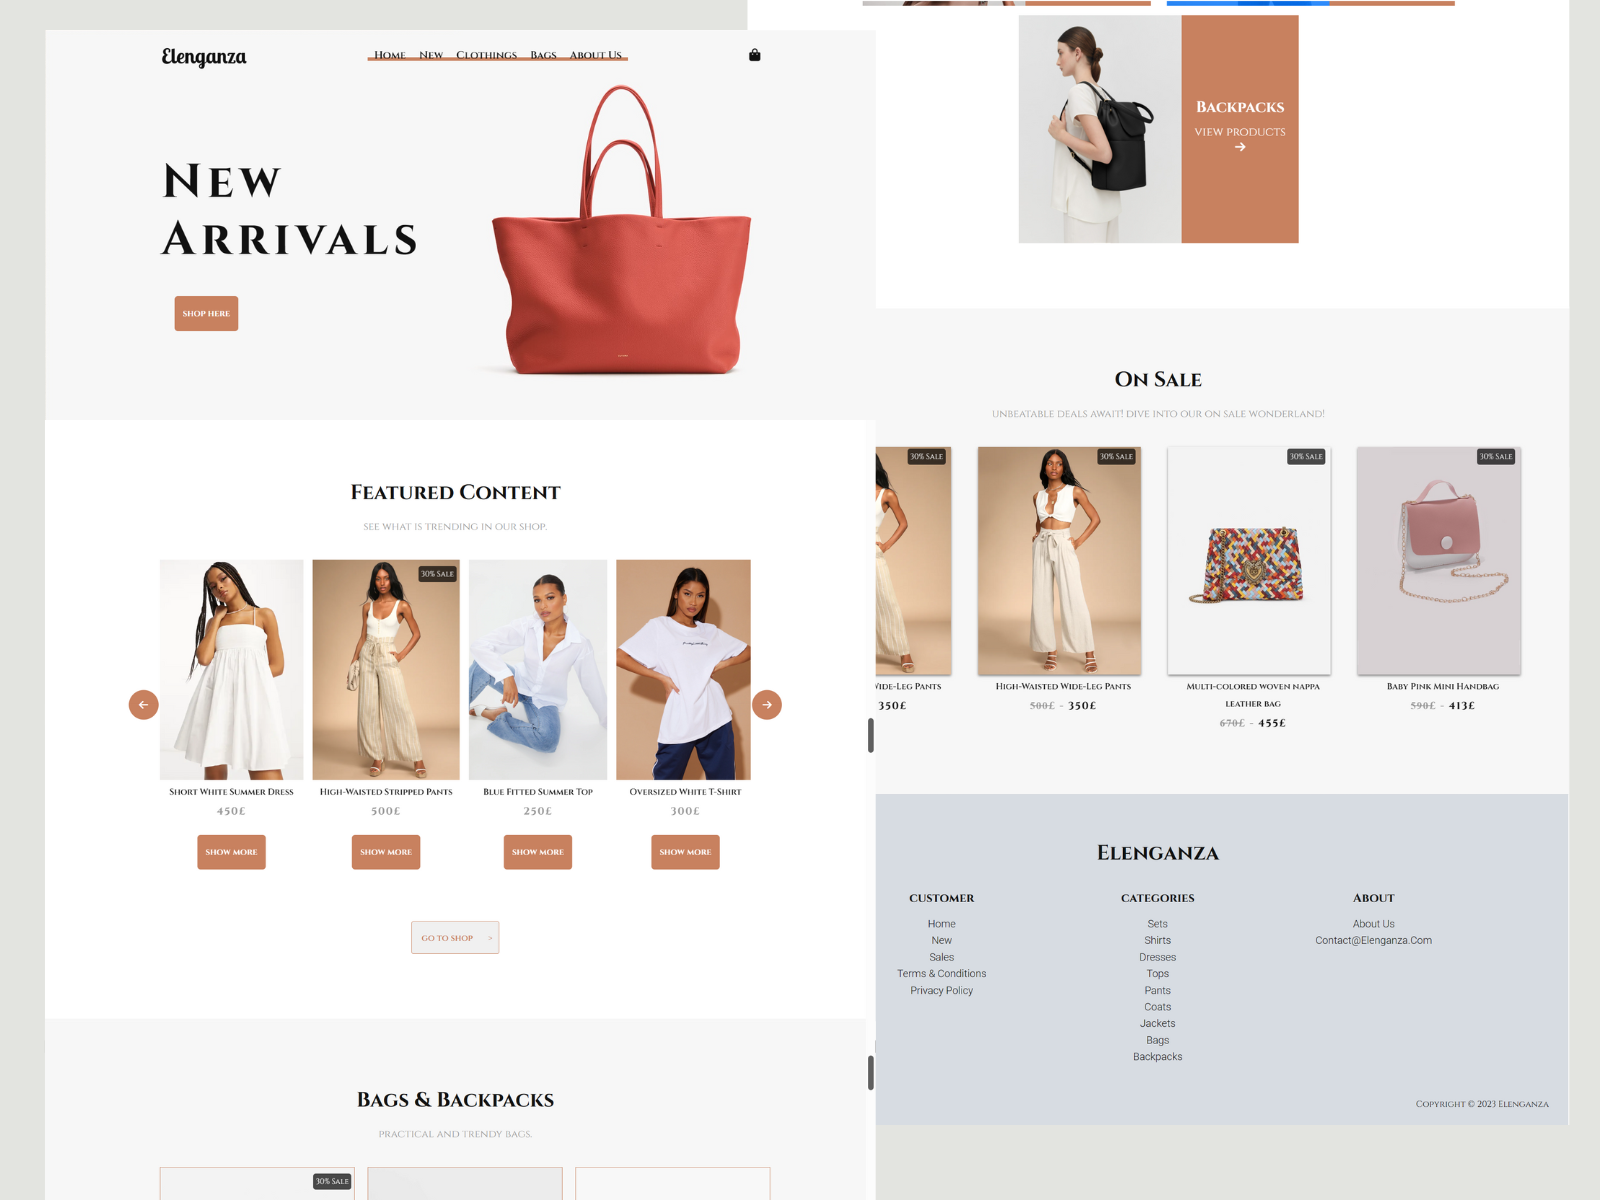 Elenganza
Home New Clothings Bags About Us
New
Arrivals
SHOP HERE
Featured Content
SEE WHAT IS TRENDING IN OUR SHOP.
30% Sale
Short White Summer Dress
450£
SHOW MORE
High-Waisted Stripped Pants
500£
SHOW MORE
Blue Fitted Summer Top
250£
SHOW MORE
Oversized White T-Shirt
300£
SHOW MORE
GO TO SHOP >
Bags & Backpacks
PRACTICAL AND TRENDY BAGS.
30% Sale
Backpacks
VIEW PRODUCTS
On Sale
UNBEATABLE DEALS AWAIT! DIVE INTO OUR ON SALE WONDERLAND!
30% Sale
30% Sale
30% Sale
30% Sale
Wide-Leg Pants
350£
High-Waisted Wide-Leg Pants
500£ - 350£
Multi-colored woven nappa
leather bag
670£ - 455£
Baby Pink Mini Handbag
590£ - 413£
Elenganza
CUSTOMER
Home
New
Sales
Terms & Conditions
Privacy Policy
CATEGORIES
Sets
Shirts
Dresses
Tops
Pants
Coats
Jackets
Bags
Backpacks
ABOUT
About Us
Contact@Elenganza.Com
Copyright © 2023 Elenganza